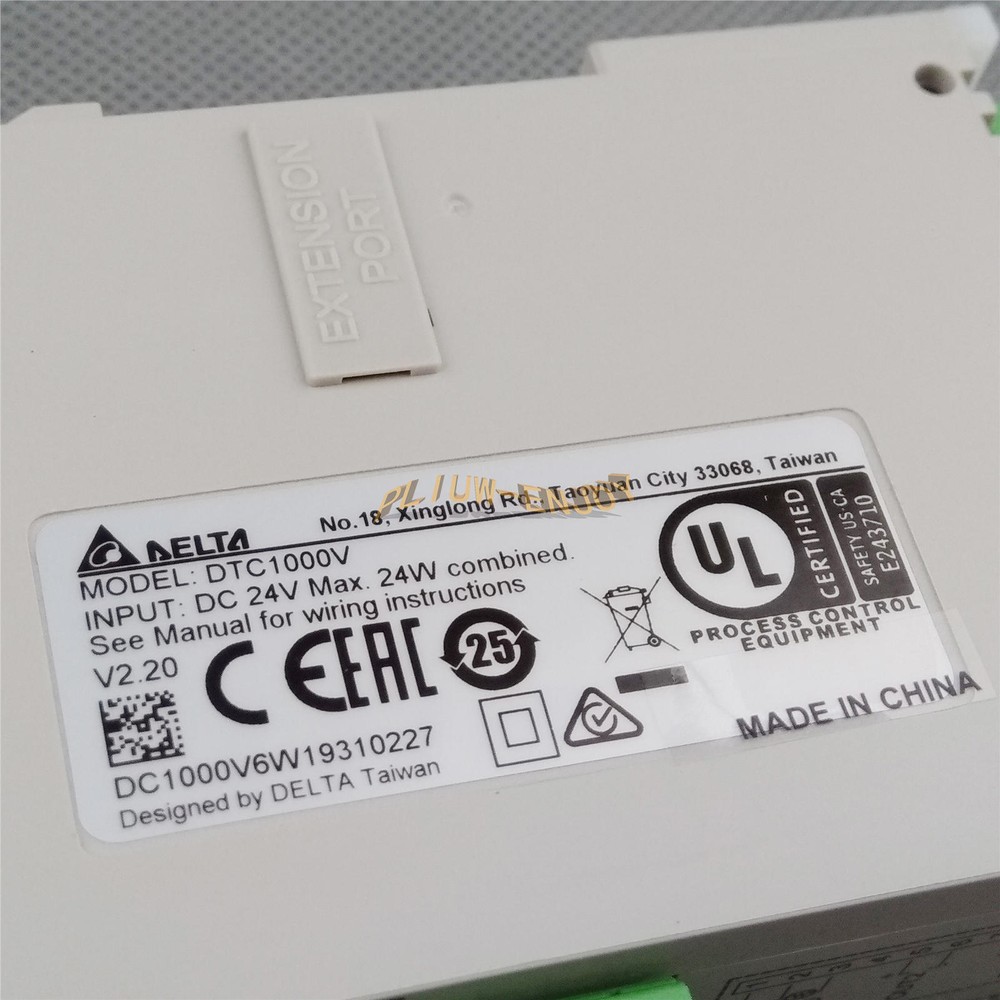 EXTENSION
PORT
DELTA
No.18, Xinglong Rd., Taoyuan City 33068, Taiwan
MODEL: DTC1000V
INPUT: DC 24V Max. 24W combined.
See Manual for wiring instructions
V2.20
CE EAC 25
UL CERTIFIED
SAFETY US-CA
E243710
PROCESS CONTROL
EQUIPMENT
MADE IN CHINA
DC1000V6W19310227
Designed by DELTA Taiwan